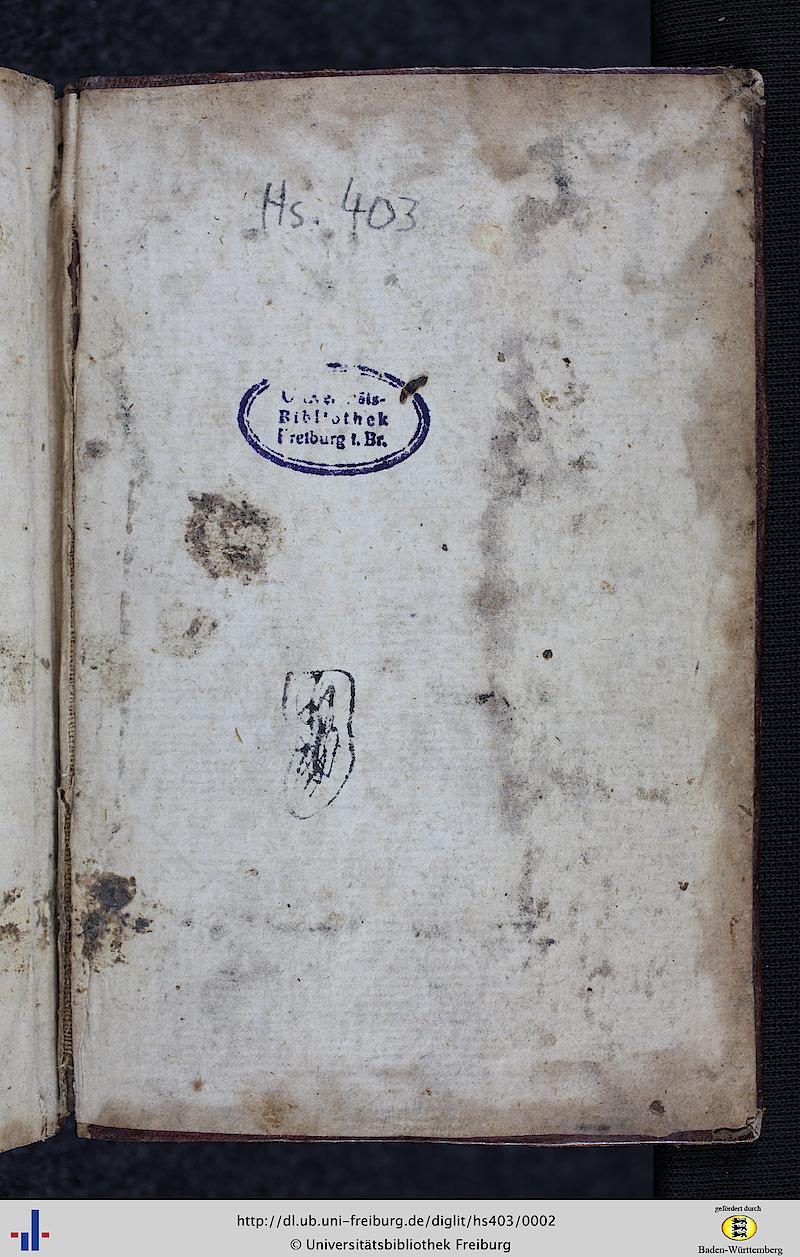 Hs. 403
Bibliothek
Freiburg i. Br.
http://dl.ub.uni-freiburg.de/diglit/hs403/0002
© Universitätsbibliothek Freiburg
gefördert durch
Baden-Württemberg